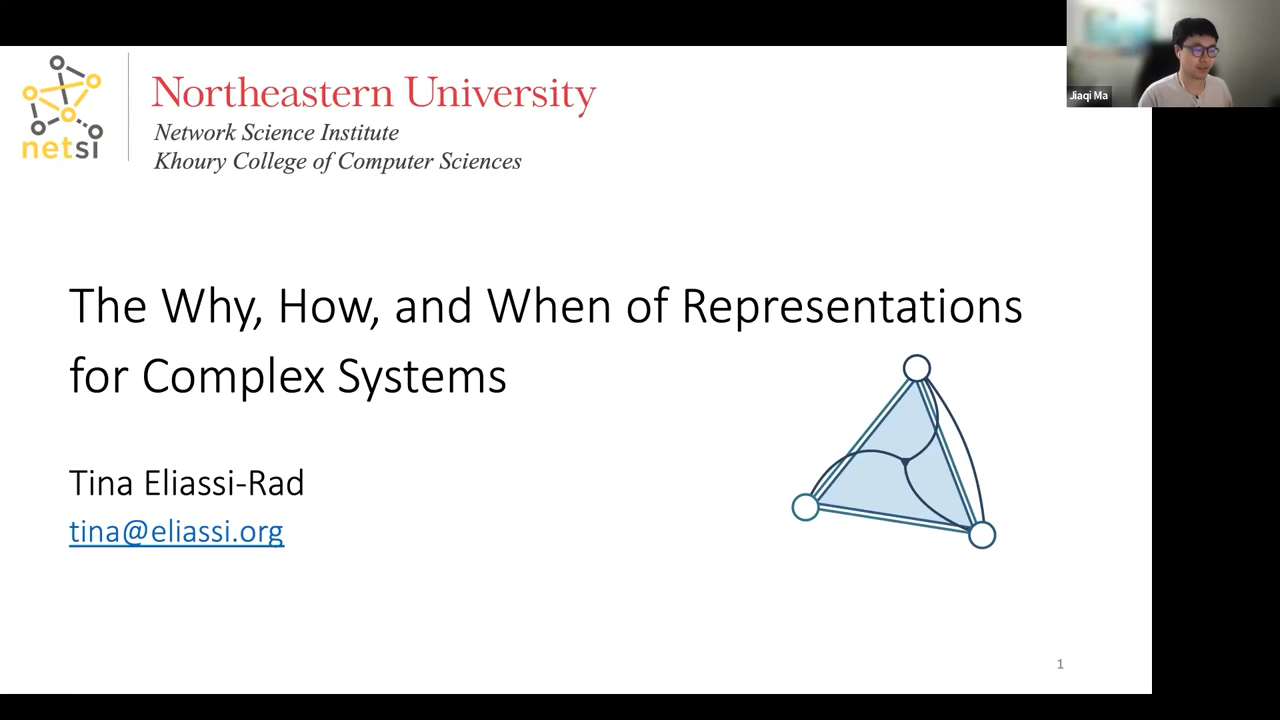 Northeastern University
Network Science Institute
Khoury College of Computer Sciences
netsi
Jiaqi Ma
The Why, How, and When of Representations
for Complex Systems
Tina Eliassi-Rad
tina@eliassi.org
1